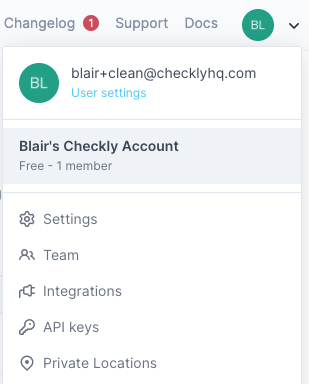 Changelog 1 Support Docs BL
BL
blair+clean@checklyhq.com
User settings
Blair's Checkly Account
Free - 1 member
Settings
Team
Integrations
API keys
Private Locations